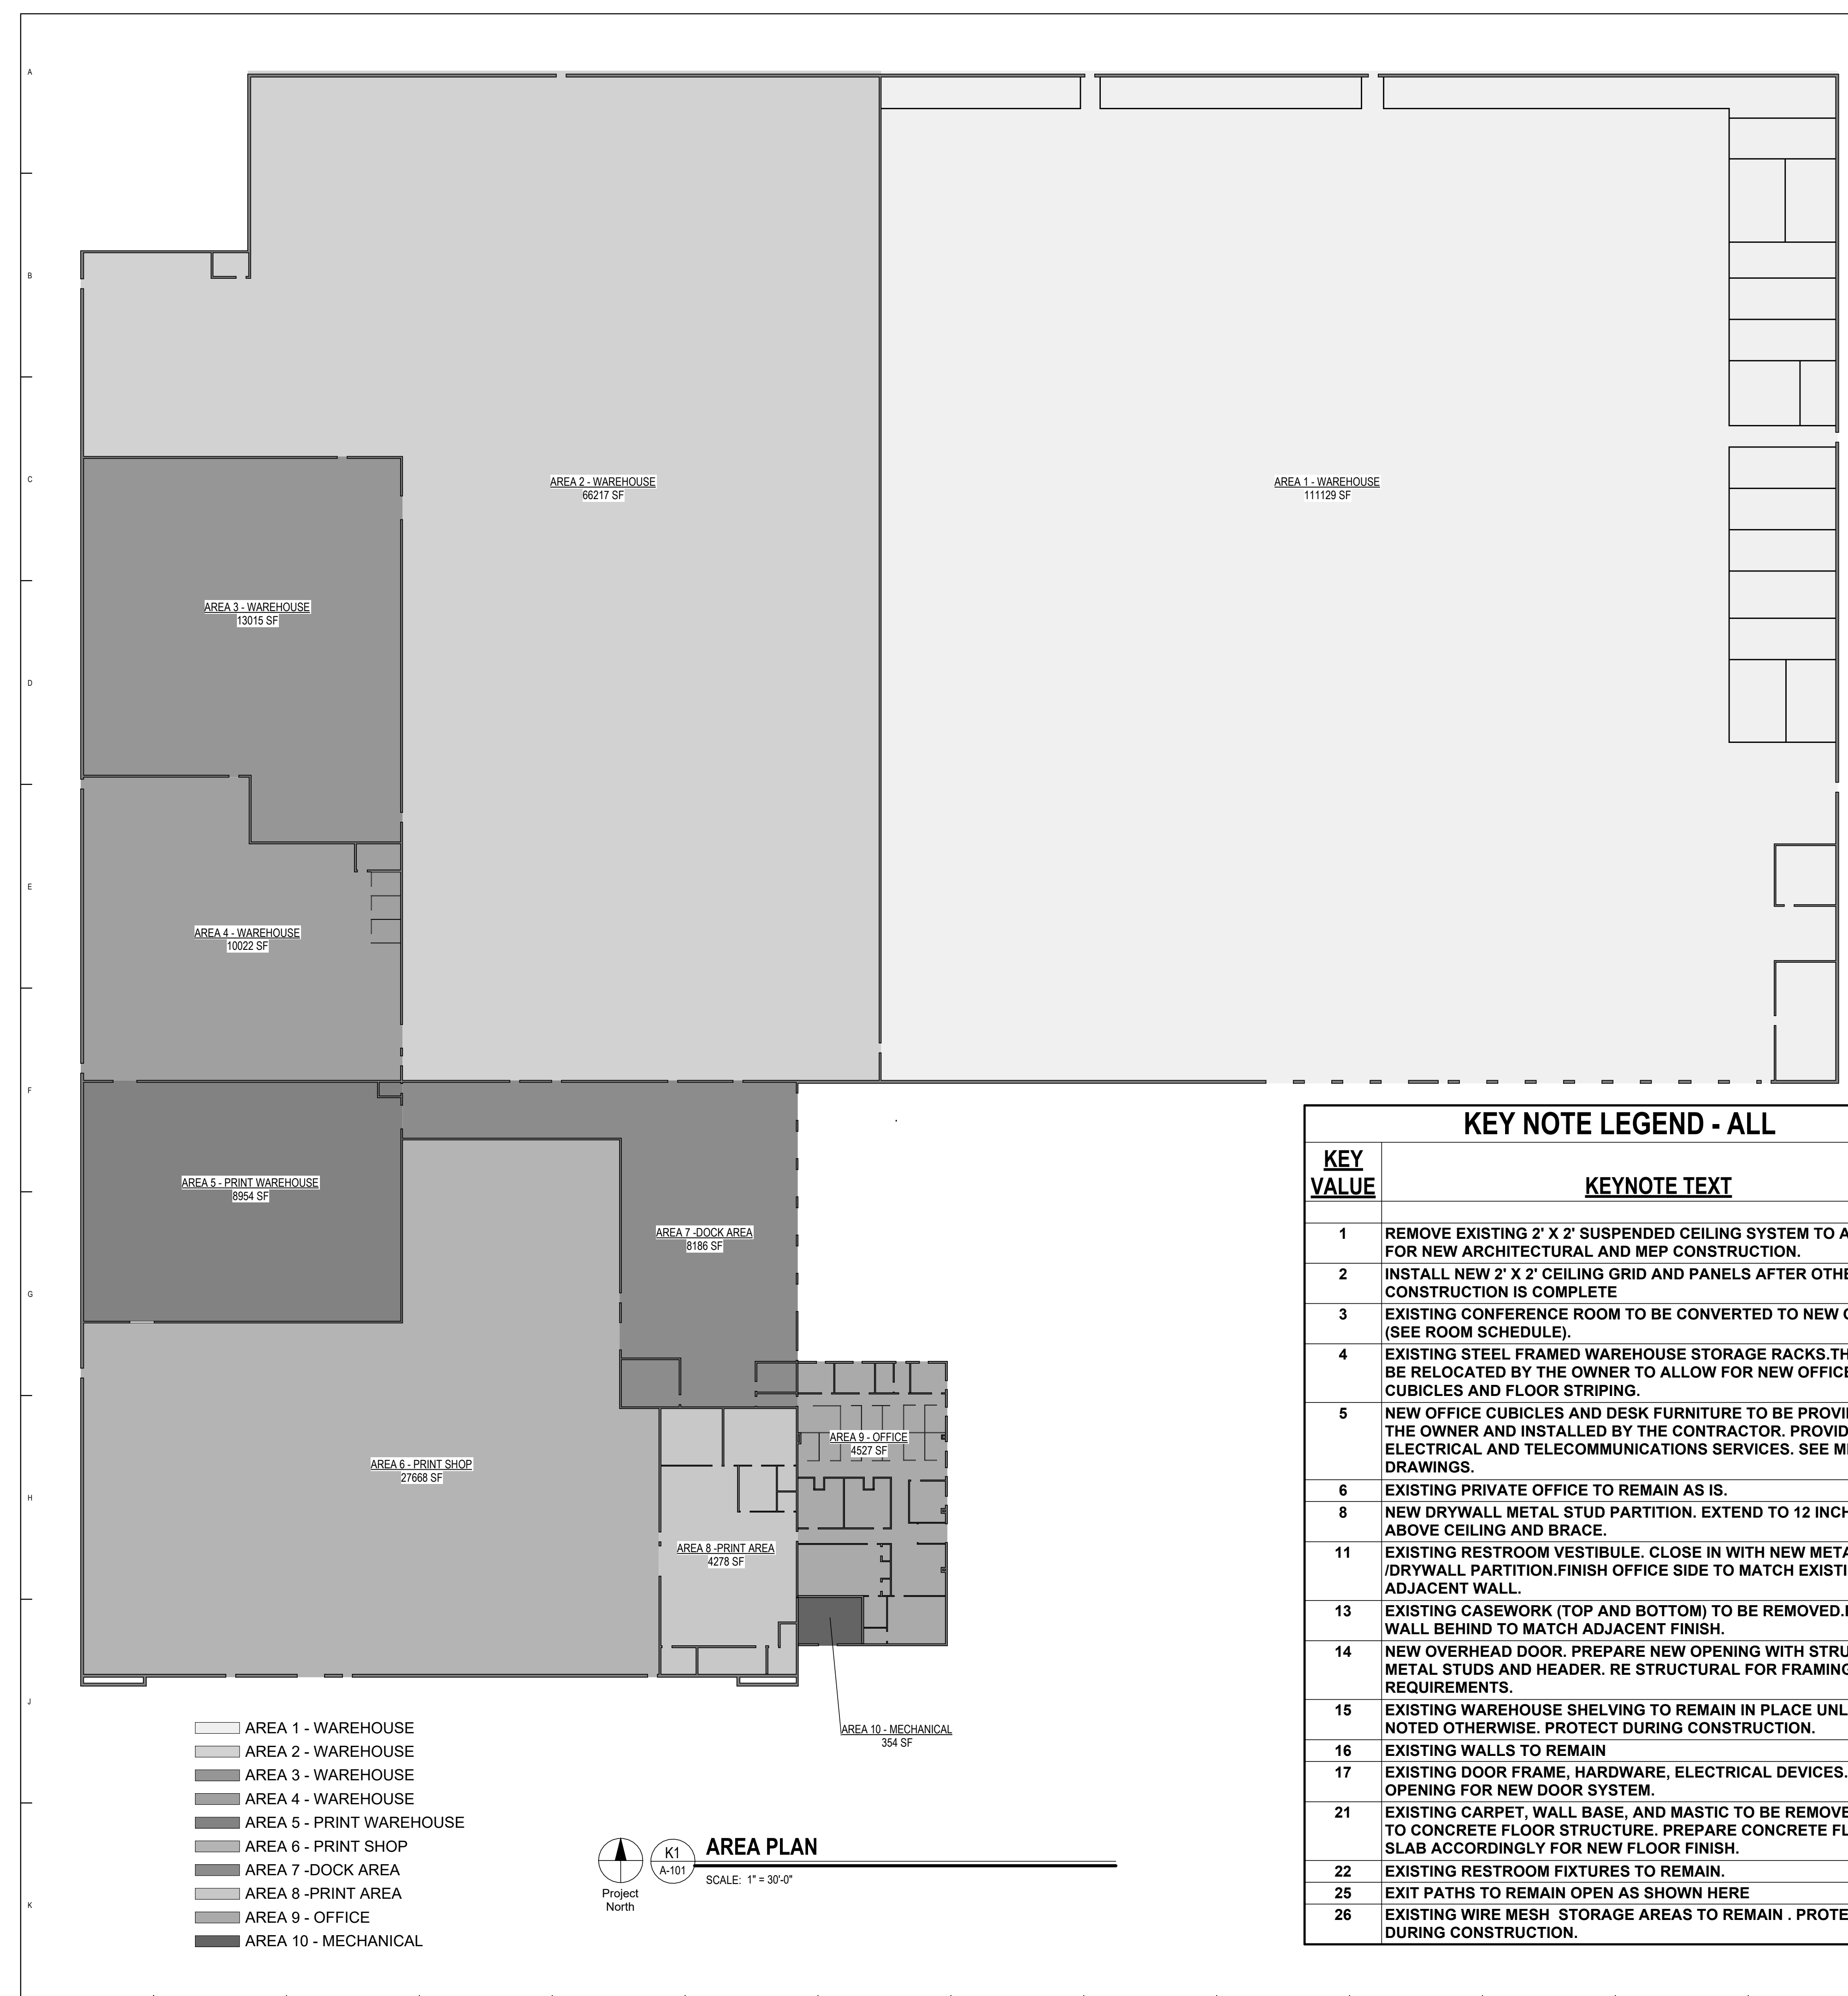 A
B
C
D
E
F
G
H
J
K
AREA 2 - WAREHOUSE
66217 SF
AREA 1 - WAREHOUSE
111129 SF
AREA 3 - WAREHOUSE
13015 SF
AREA 4 - WAREHOUSE
10022 SF
AREA 5 - PRINT WAREHOUSE
8954 SF
AREA 7 -DOCK AREA
8186 SF
AREA 9 - OFFICE
4527 SF
AREA 6 - PRINT SHOP
27668 SF
AREA 8 -PRINT AREA
4278 SF
AREA 10 - MECHANICAL
354 SF
AREA 1 - WAREHOUSE
AREA 2 - WAREHOUSE
AREA 3 - WAREHOUSE
AREA 4 - WAREHOUSE
AREA 5 - PRINT WAREHOUSE
AREA 6 - PRINT SHOP
AREA 7 -DOCK AREA
AREA 8 -PRINT AREA
AREA 9 - OFFICE
AREA 10 - MECHANICAL
Project
North
K1
A-101
AREA PLAN
SCALE: 1" = 30'-0"
KEY NOTE LEGEND - ALL
KEY
VALUE
KEYNOTE TEXT
1 REMOVE EXISTING 2' X 2' SUSPENDED CEILING SYSTEM TO A
FOR NEW ARCHITECTURAL AND MEP CONSTRUCTION.
2 INSTALL NEW 2' X 2' CEILING GRID AND PANELS AFTER OTHE
CONSTRUCTION IS COMPLETE
3 EXISTING CONFERENCE ROOM TO BE CONVERTED TO NEW
(SEE ROOM SCHEDULE).
4 EXISTING STEEL FRAMED WAREHOUSE STORAGE RACKS.TH
BE RELOCATED BY THE OWNER TO ALLOW FOR NEW OFFICE
CUBICLES AND FLOOR STRIPING.
5 NEW OFFICE CUBICLES AND DESK FURNITURE TO BE PROVI
THE OWNER AND INSTALLED BY THE CONTRACTOR. PROVID
ELECTRICAL AND TELECOMMUNICATIONS SERVICES. SEE M
DRAWINGS.
6 EXISTING PRIVATE OFFICE TO REMAIN AS IS.
8 NEW DRYWALL METAL STUD PARTITION. EXTEND TO 12 INCH
ABOVE CEILING AND BRACE.
11 EXISTING RESTROOM VESTIBULE. CLOSE IN WITH NEW META
/DRYWALL PARTITION.FINISH OFFICE SIDE TO MATCH EXISTI
ADJACENT WALL.
13 EXISTING CASEWORK (TOP AND BOTTOM) TO BE REMOVED.
WALL BEHIND TO MATCH ADJACENT FINISH.
14 NEW OVERHEAD DOOR. PREPARE NEW OPENING WITH STRU
METAL STUDS AND HEADER. RE STRUCTURAL FOR FRAMING
REQUIREMENTS.
15 EXISTING WAREHOUSE SHELVING TO REMAIN IN PLACE UNL
NOTED OTHERWISE. PROTECT DURING CONSTRUCTION.
16 EXISTING WALLS TO REMAIN
17 EXISTING DOOR FRAME, HARDWARE, ELECTRICAL DEVICES.
OPENING FOR NEW DOOR SYSTEM.
21 EXISTING CARPET, WALL BASE, AND MASTIC TO BE REMOVE
TO CONCRETE FLOOR STRUCTURE. PREPARE CONCRETE FL
SLAB ACCORDINGLY FOR NEW FLOOR FINISH.
22 EXISTING RESTROOM FIXTURES TO REMAIN.
25 EXIT PATHS TO REMAIN OPEN AS SHOWN HERE
26 EXISTING WIRE MESH STORAGE AREAS TO REMAIN . PROTE
DURING CONSTRUCTION.